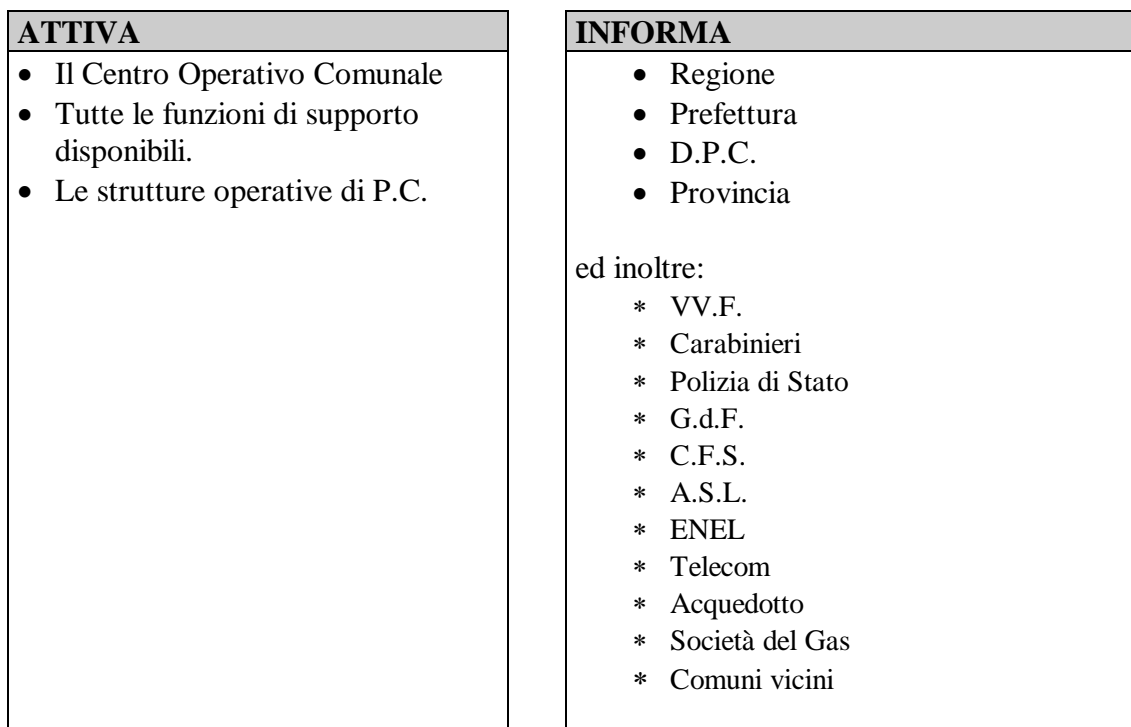 ATTIVA
• Il Centro Operativo Comunale
• Tutte le funzioni di supporto
disponibili.
• Le strutture operative di P.C.
INFORMA
• Regione
• Prefettura
• D.P.C.
• Provincia
ed inoltre:
* VV.F.
* Carabinieri
* Polizia di Stato
* G.d.F.
* C.F.S.
* A.S.L.
* ENEL
* Telecom
* Acquedotto
* Società del Gas
* Comuni vicini